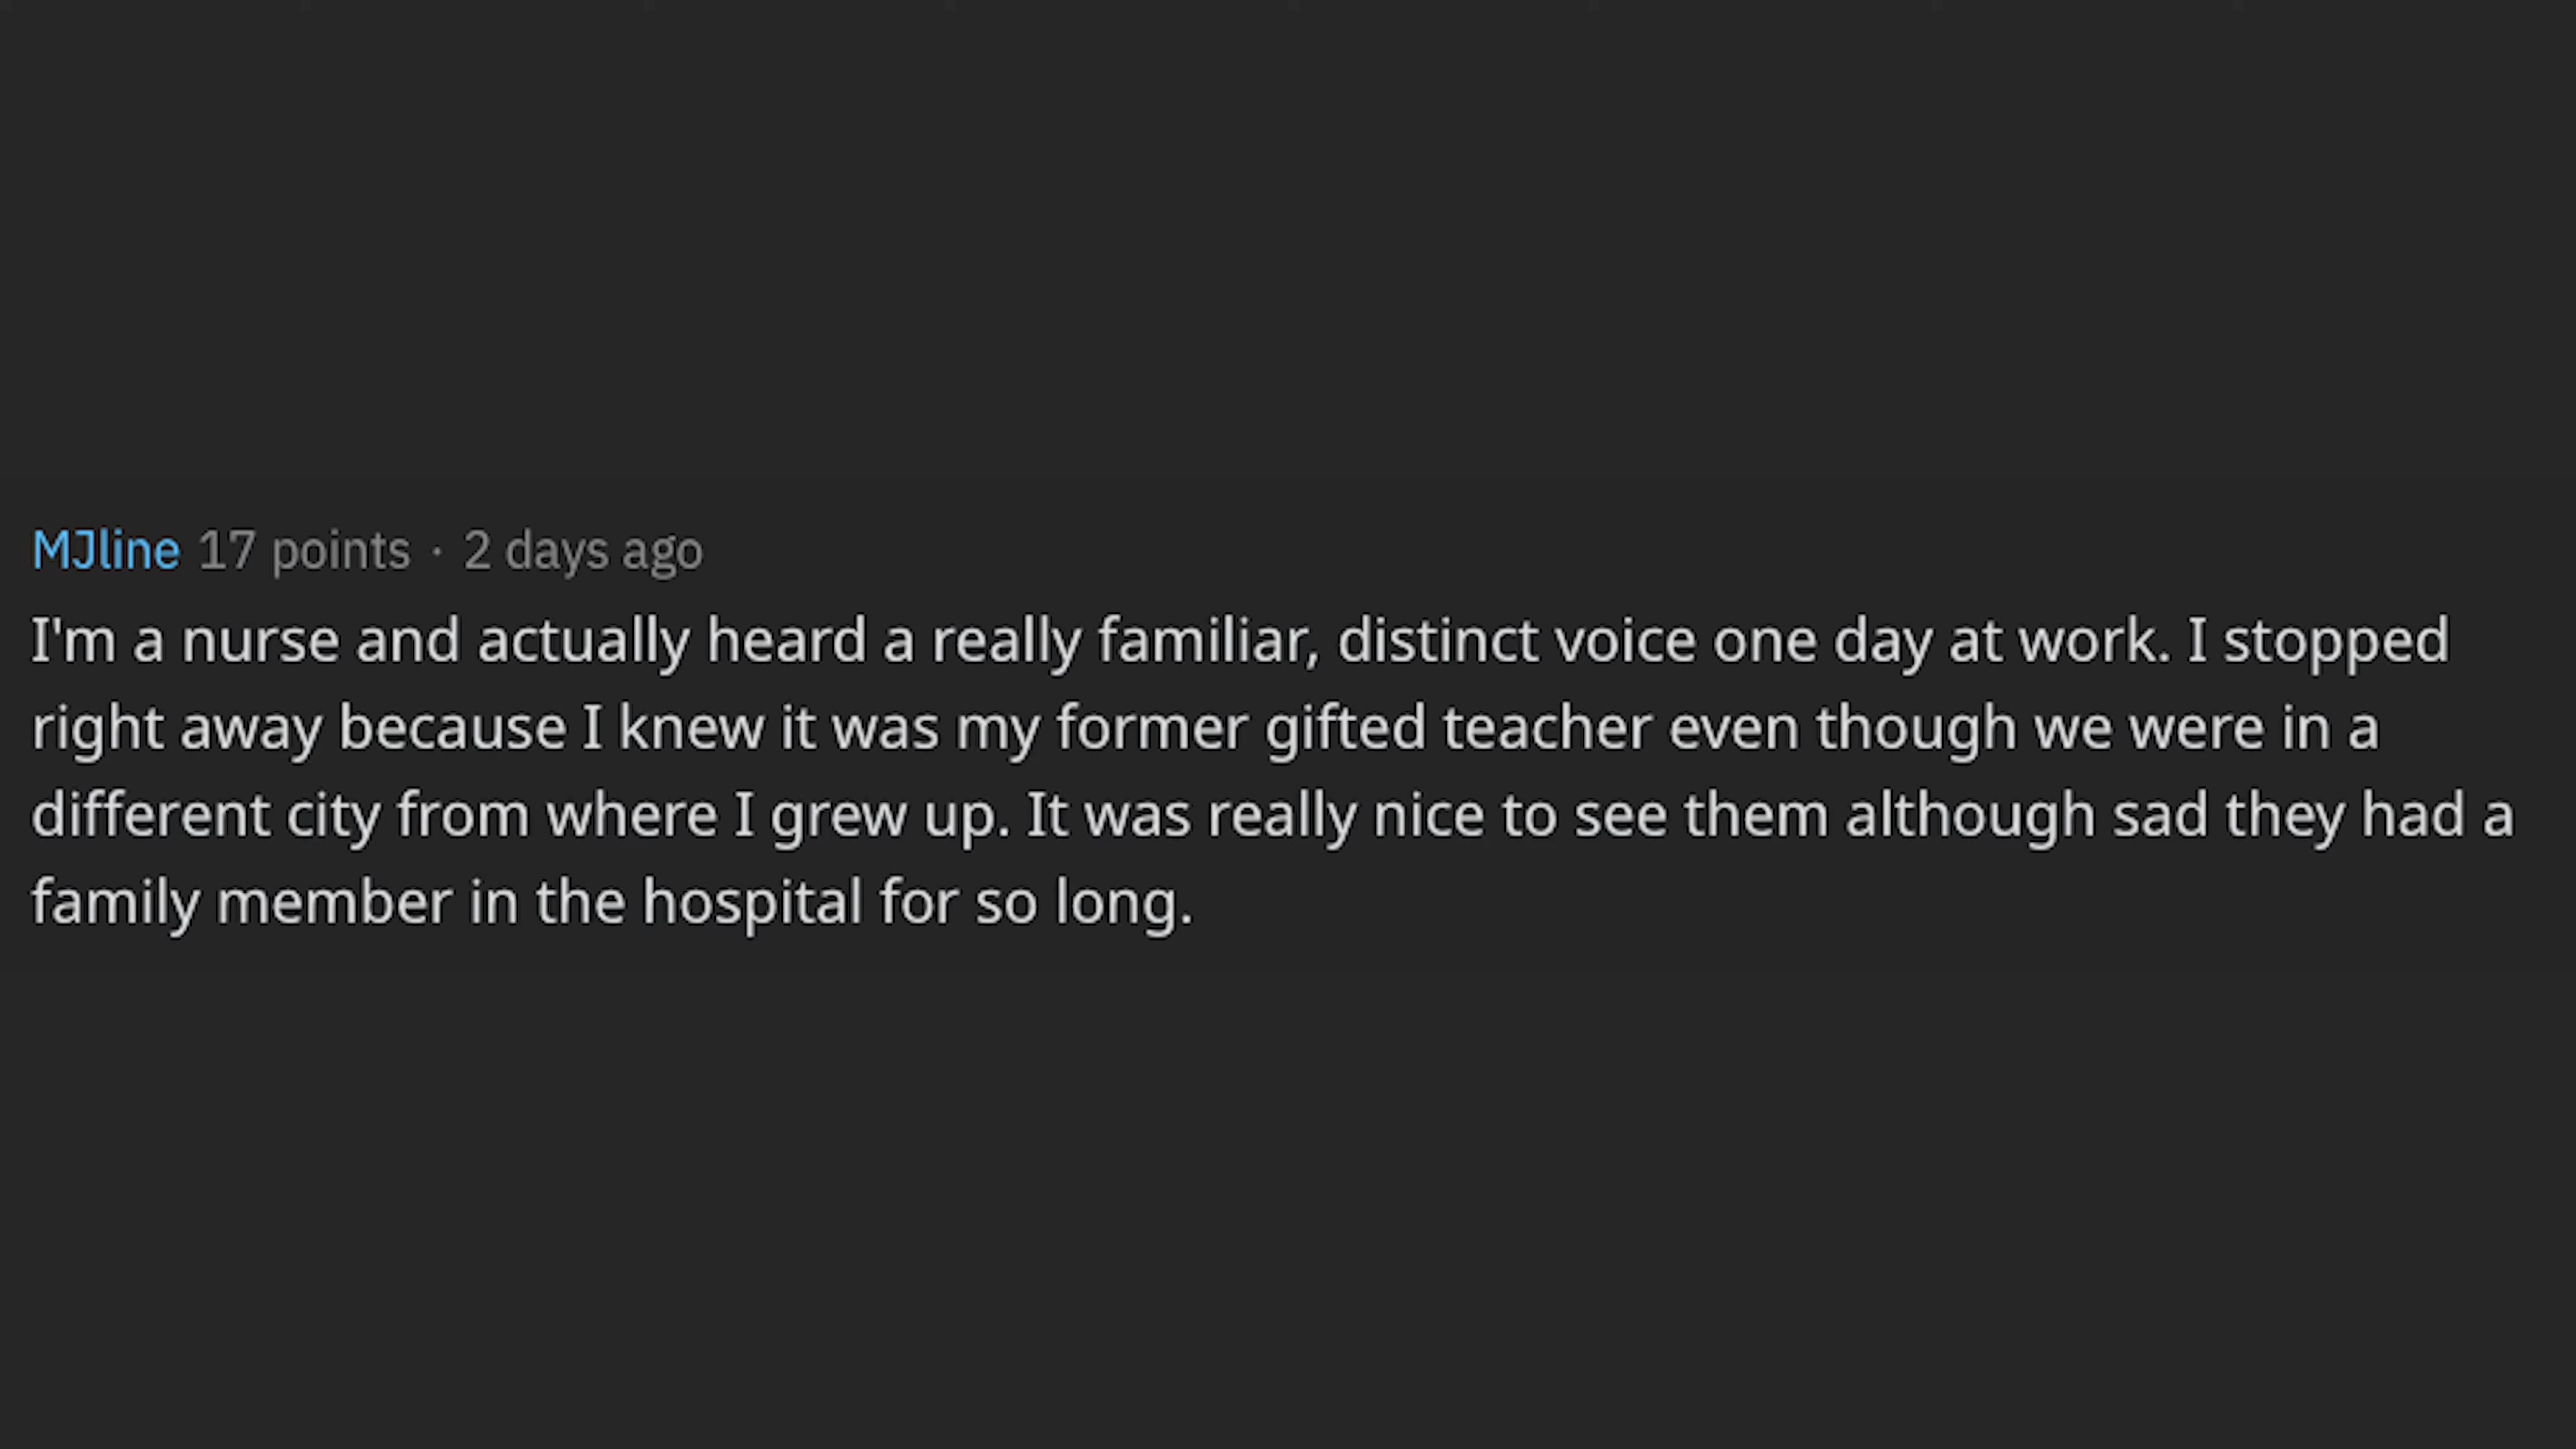 MJline 17 points · 2 days ago
I'm a nurse and actually heard a really familiar, distinct voice one day at work. I stopped
right away because I knew it was my former gifted teacher even though we were in a
different city from where I grew up. It was really nice to see them although sad they had a
family member in the hospital for so long.